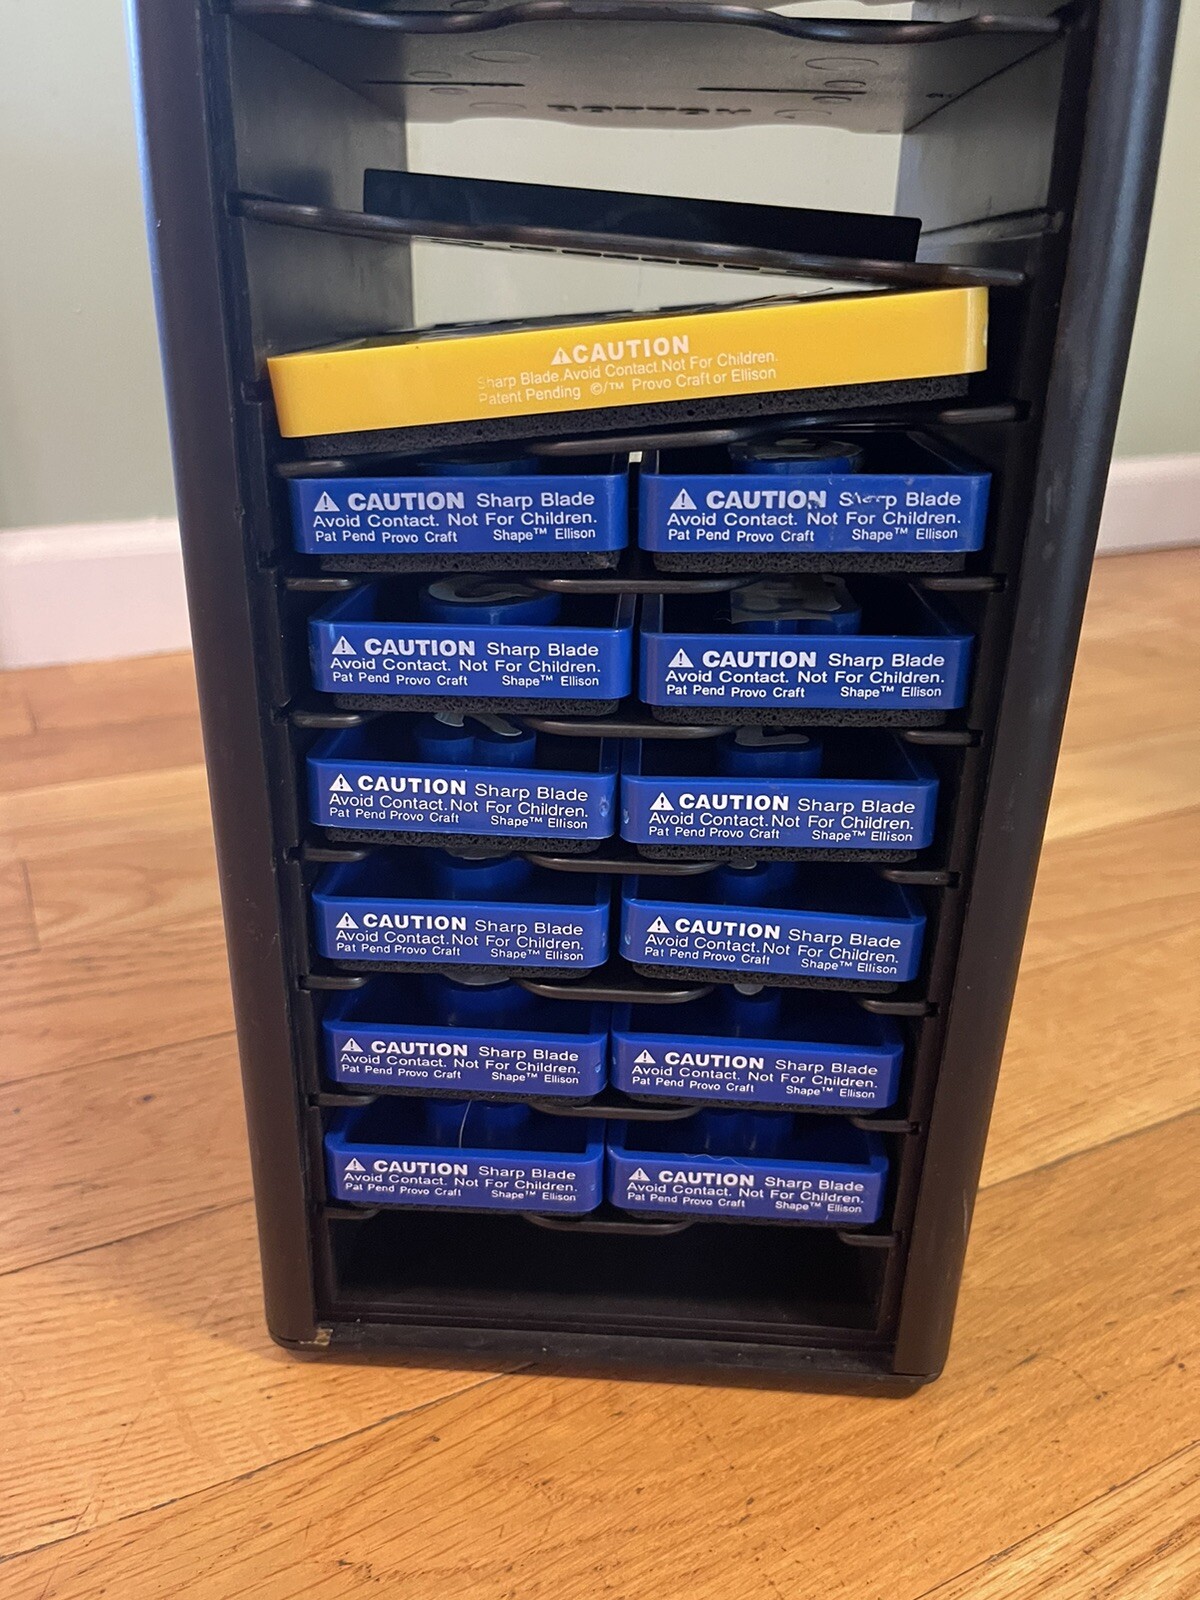 BOTTOM
⚠CAUTION
Sharp Blade.Avoid Contact.Not For Children.
Patent Pending ©/™ Provo Craft or Ellison
⚠ CAUTION Sharp Blade
Avoid Contact. Not For Children.
Pat Pend Provo Craft Shape™ Ellison
⚠ CAUTION Sharp Blade
Avoid Contact. Not For Children.
Pat Pend Provo Craft Shape™ Ellison
⚠ CAUTION Sharp Blade
Avoid Contact. Not For Children.
Pat Pend Provo Craft Shape™ Ellison
⚠ CAUTION Sharp Blade
Avoid Contact. Not For Children.
Pat Pend Provo Craft Shape™ Ellison
⚠ CAUTION Sharp Blade
Avoid Contact. Not For Children.
Pat Pend Provo Craft Shape™ Ellison
⚠ CAUTION Sharp Blade
Avoid Contact. Not For Children.
Pat Pend Provo Craft Shape™ Ellison
⚠ CAUTION Sharp Blade
Avoid Contact. Not For Children.
Pat Pend Provo Craft Shape™ Ellison
⚠ CAUTION Sharp Blade
Avoid Contact. Not For Children.
Pat Pend Provo Craft Shape™ Ellison
⚠ CAUTION Sharp Blade
Avoid Contact. Not For Children.
Pat Pend Provo Craft Shape™ Ellison
⚠ CAUTION Sharp Blade
Avoid Contact. Not For Children.
Pat Pend Provo Craft Shape™ Ellison
⚠ CAUTION Sharp Blade
Avoid Contact. Not For Children.
Pat Pend Provo Craft Shape™ Ellison
⚠ CAUTION Sharp Blade
Avoid Contact. Not For Children.
Pat Pend Provo Craft Shape™ Ellison